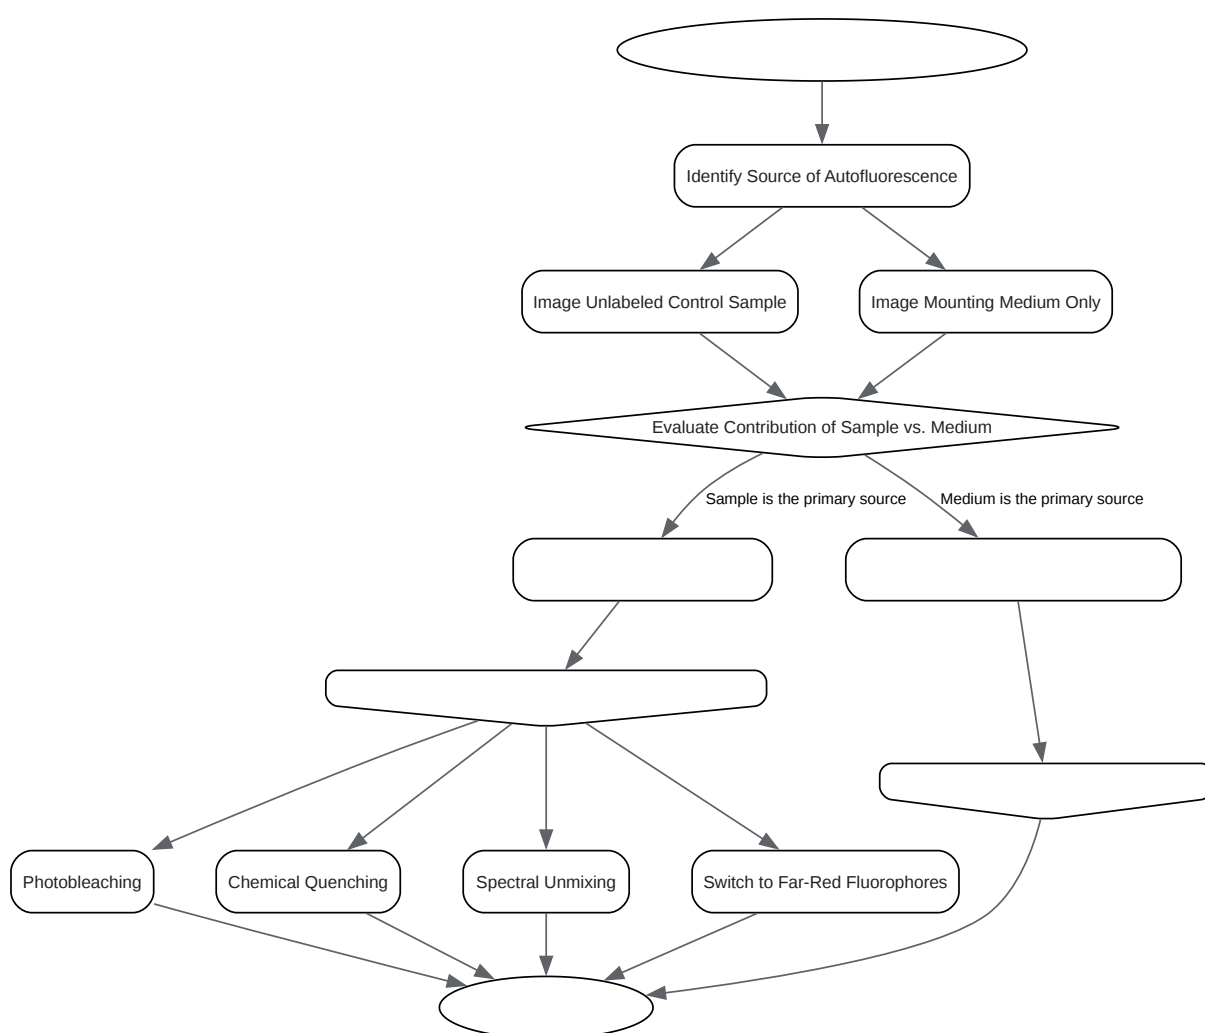 Identify Source of Autofluorescence
Image Unlabeled Control Sample
Image Mounting Medium Only
Evaluate Contribution of Sample vs. Medium
Sample is the primary source
Medium is the primary source
Photobleaching
Chemical Quenching
Spectral Unmixing
Switch to Far-Red Fluorophores